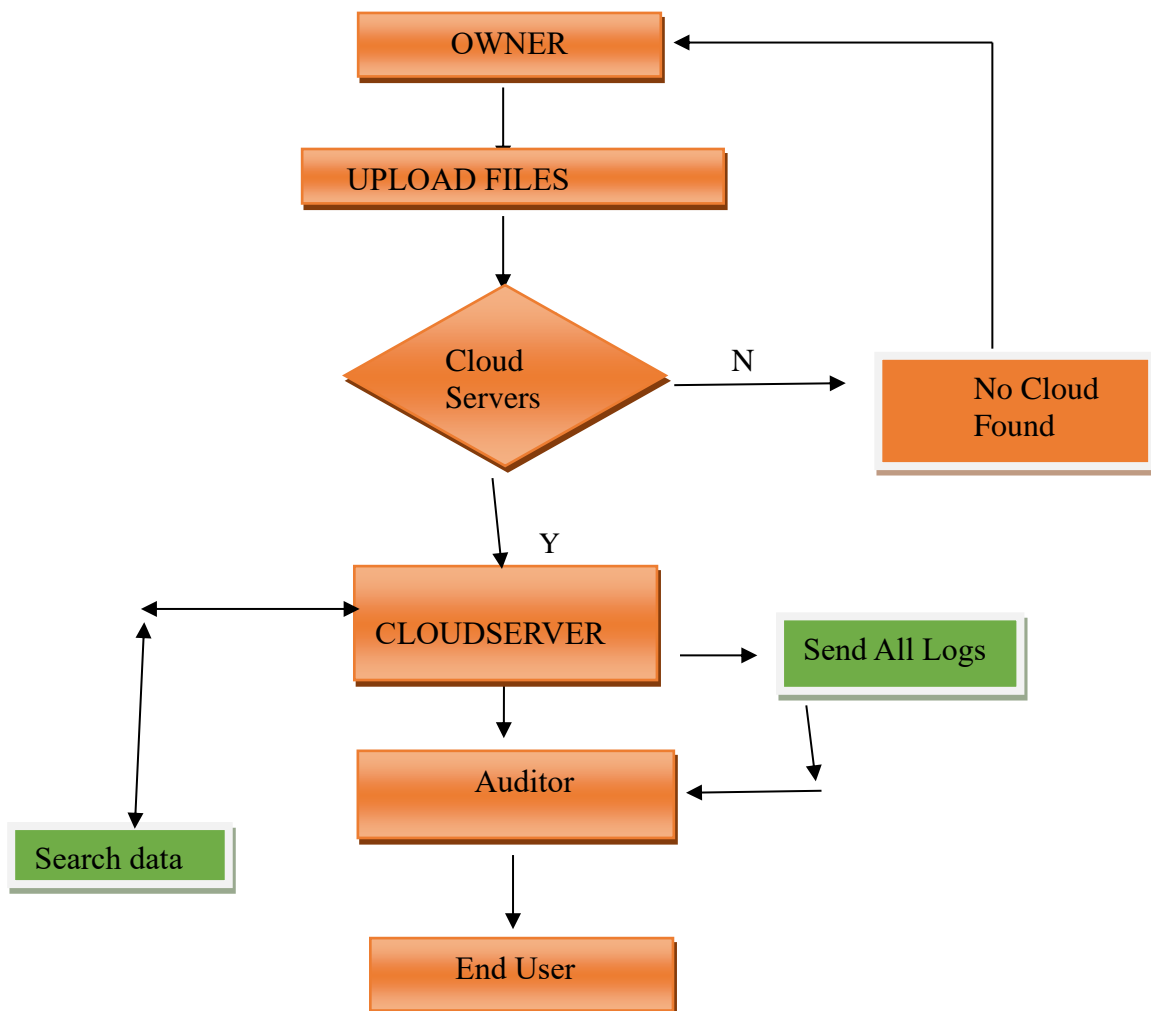 OWNER
UPLOAD FILES
Cloud
Servers
N
No Cloud
Found
Y
CLOUDSERVER
Send All Logs
Auditor
Search data
End User